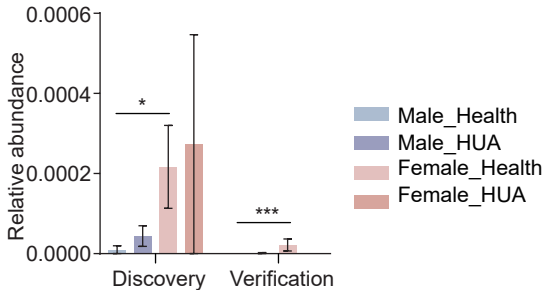 Relative abundance
0.0006
0.0004
0.0002
0.0000
*
***
Discovery
Verification
Male_Health
Male_HUA
Female_Health
Female_HUA